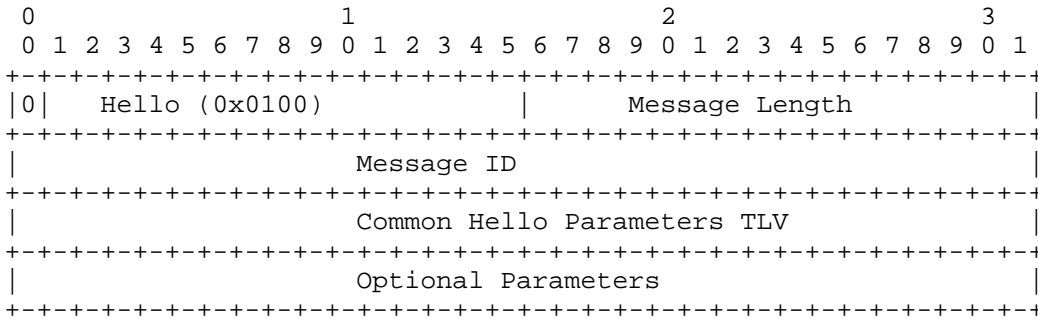 0                   1                   2                   3
 0 1 2 3 4 5 6 7 8 9 0 1 2 3 4 5 6 7 8 9 0 1 2 3 4 5 6 7 8 9 0 1
+-+-+-+-+-+-+-+-+-+-+-+-+-+-+-+-+-+-+-+-+-+-+-+-+-+-+-+-+-+-+-+-+
|0|   Hello (0x0100)            |      Message Length           |
+-+-+-+-+-+-+-+-+-+-+-+-+-+-+-+-+-+-+-+-+-+-+-+-+-+-+-+-+-+-+-+-+
|                     Message ID                                |
+-+-+-+-+-+-+-+-+-+-+-+-+-+-+-+-+-+-+-+-+-+-+-+-+-+-+-+-+-+-+-+-+
|                     Common Hello Parameters TLV               |
+-+-+-+-+-+-+-+-+-+-+-+-+-+-+-+-+-+-+-+-+-+-+-+-+-+-+-+-+-+-+-+-+
|                     Optional Parameters                       |
+-+-+-+-+-+-+-+-+-+-+-+-+-+-+-+-+-+-+-+-+-+-+-+-+-+-+-+-+-+-+-+-+